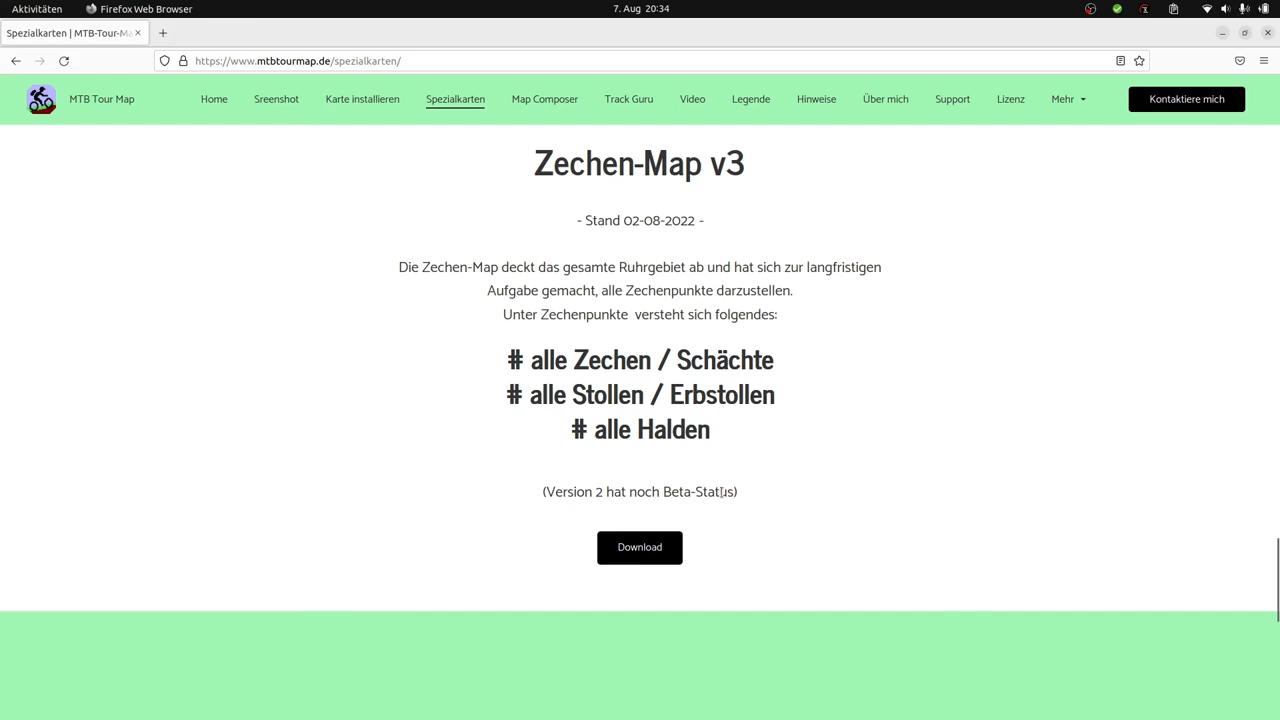 Aktivitäten Firefox Web Browser 7. Aug 20:34
Spezialkarten | MTB-Tour-Ma
https://www.mtbtourmap.de/spezialkarten/
MTB Tour Map Home Sreenshot Karte installieren Spezialkarten Map Composer Track Guru Video Legende Hinweise Über mich Support Lizenz Mehr Kontaktiere mich
Zechen-Map v3
- Stand 02-08-2022 -
Die Zechen-Map deckt das gesamte Ruhrgebiet ab und hat sich zur langfristigen
Aufgabe gemacht, alle Zechenpunkte darzustellen.
Unter Zechenpunkte versteht sich folgendes:
# alle Zechen / Schächte
# alle Stollen / Erbstollen
# alle Halden
(Version 2 hat noch Beta-Status)
Download